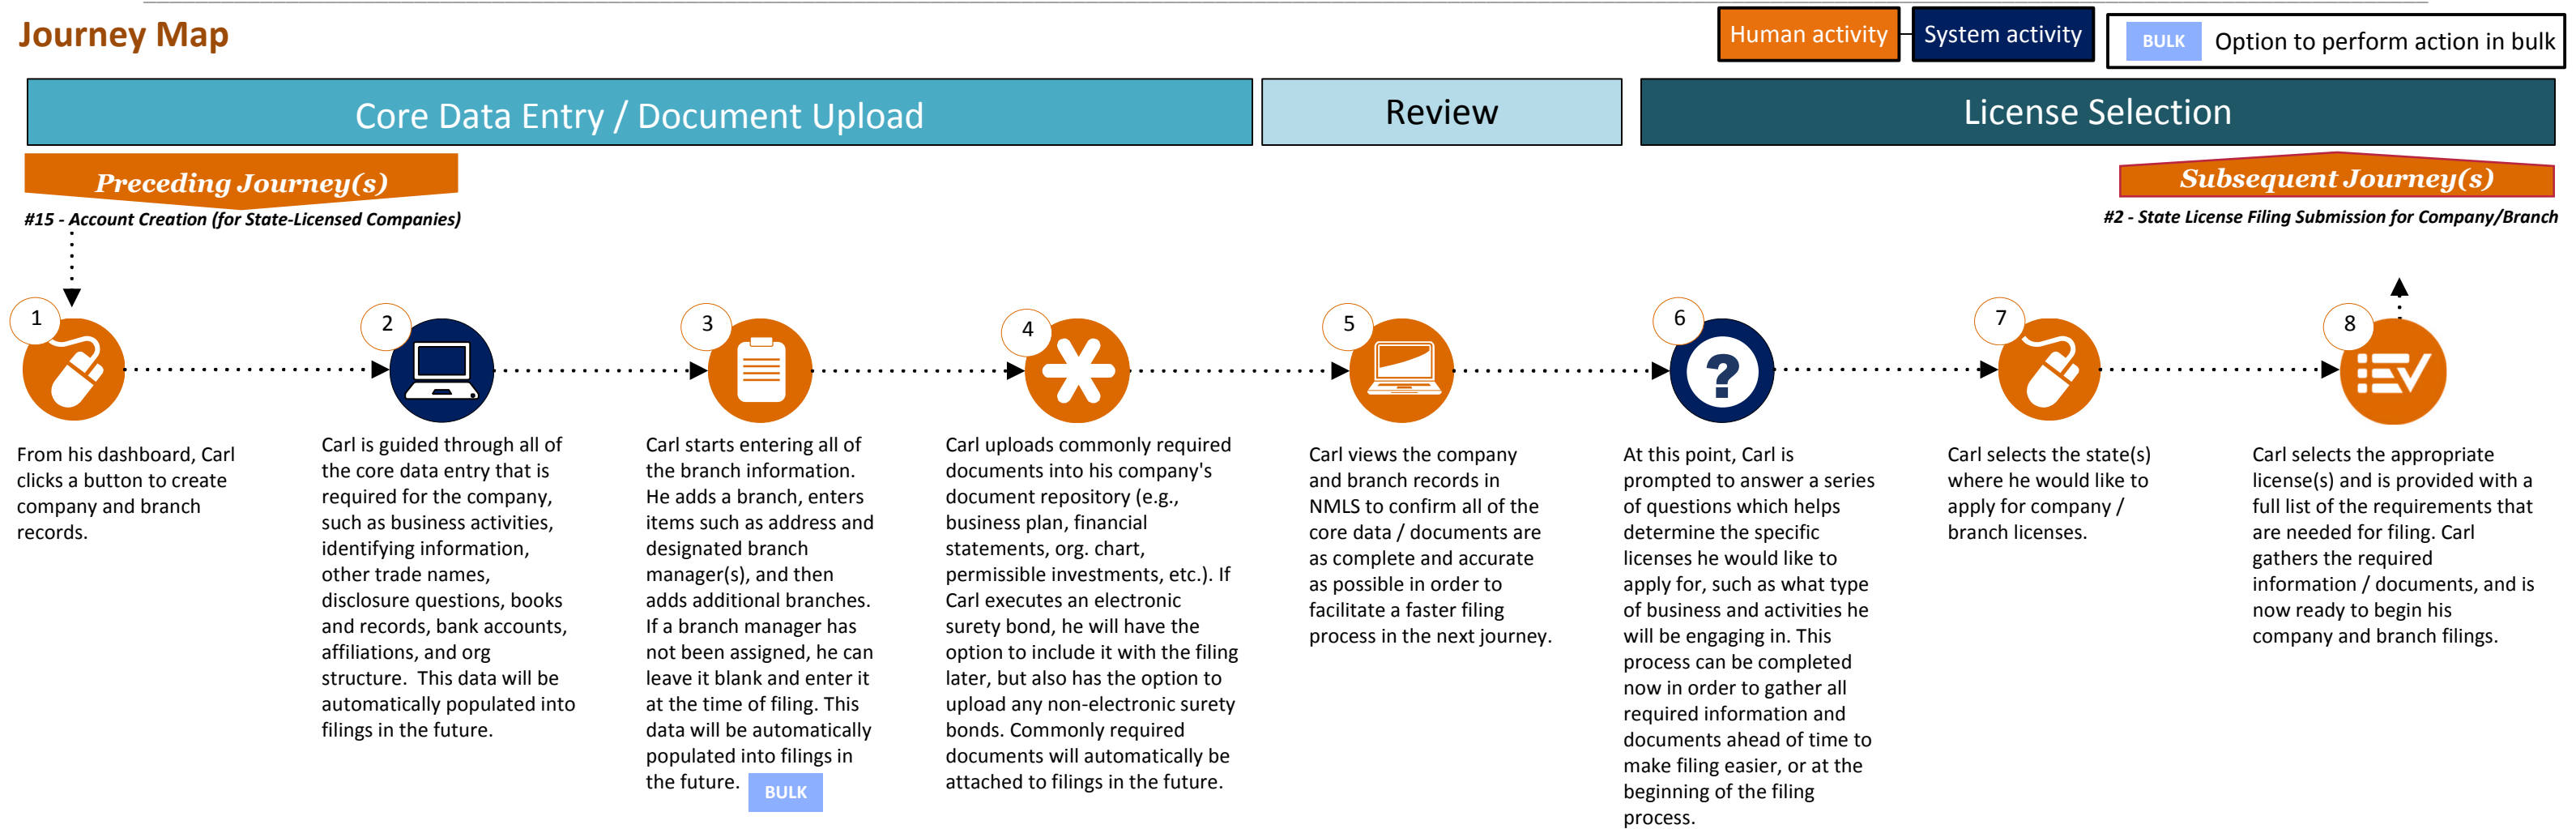 Journey Map
Human activity
System activity
BULK Option to perform action in bulk
Core Data Entry / Document Upload
Review
License Selection
Preceding Journey(s)
#15 - Account Creation (for State-Licensed Companies)
Subsequent Journey(s)
#2 - State License Filing Submission for Company/Branch
1
From his dashboard, Carl
clicks a button to create
company and branch
records.
2
Carl is guided through all of
the core data entry that is
required for the company,
such as business activities,
identifying information,
other trade names,
disclosure questions, books
and records, bank accounts,
affiliations, and org
structure. This data will be
automatically populated into
filings in the future.
3
Carl starts entering all of
the branch information.
He adds a branch, enters
items such as address and
designated branch
manager(s), and then
adds additional branches.
If a branch manager has
not been assigned, he can
leave it blank and enter it
at the time of filing. This
data will be automatically
populated into filings in
the future.
BULK
4
Carl uploads commonly required
documents into his company's
document repository (e.g.,
business plan, financial
statements, org. chart,
permissible investments, etc.). If
Carl executes an electronic
surety bond, he will have the
option to include it with the filing
later, but also has the option to
upload any non-electronic surety
bonds. Commonly required
documents will automatically be
attached to filings in the future.
5
Carl views the company
and branch records in
NMLS to confirm all of the
core data / documents are
as complete and accurate
as possible in order to
facilitate a faster filing
process in the next journey.
6
?
At this point, Carl is
prompted to answer a series
of questions which helps
determine the specific
licenses he would like to
apply for, such as what type
of business and activities he
will be engaging in. This
process can be completed
now in order to gather all
required information and
documents ahead of time to
make filing easier, or at the
beginning of the filing
process.
7
Carl selects the state(s)
where he would like to
apply for company /
branch licenses.
8
Carl selects the appropriate
license(s) and is provided with a
full list of the requirements that
are needed for filing. Carl
gathers the required
information / documents, and is
now ready to begin his
company and branch filings.